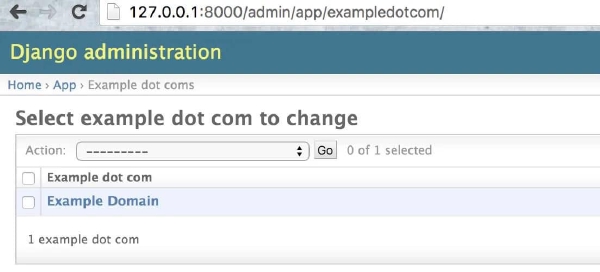 127.0.0.1:8000/admin/app/exampledotcom/
Django administration
Home › App › Example dot coms
Select example dot com to change
Action: --------- Go 0 of 1 selected
Example dot com
Example Domain
1 example dot com